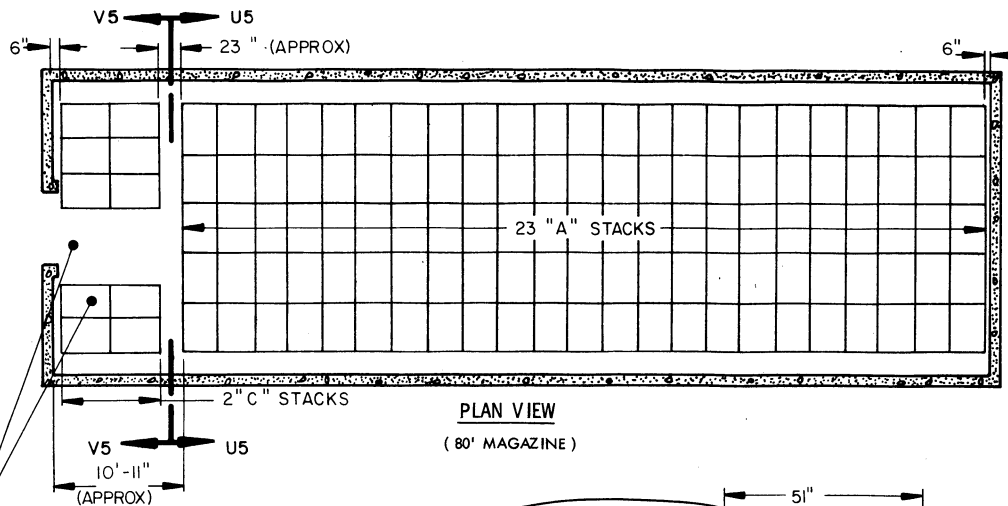 V5 U5
6" 23 " (APPROX) 6"
23 "A" STACKS
2 "C" STACKS
PLAN VIEW
( 80' MAGAZINE )
V5 U5
10'-11"
(APPROX)
51"